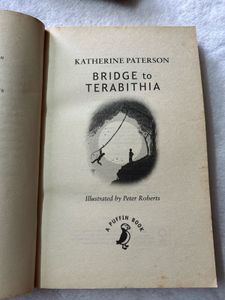 KATHERINE PATERSON
BRIDGE to
TERABITHIA
Illustrated by Peter Roberts
A PUFFIN BOOK